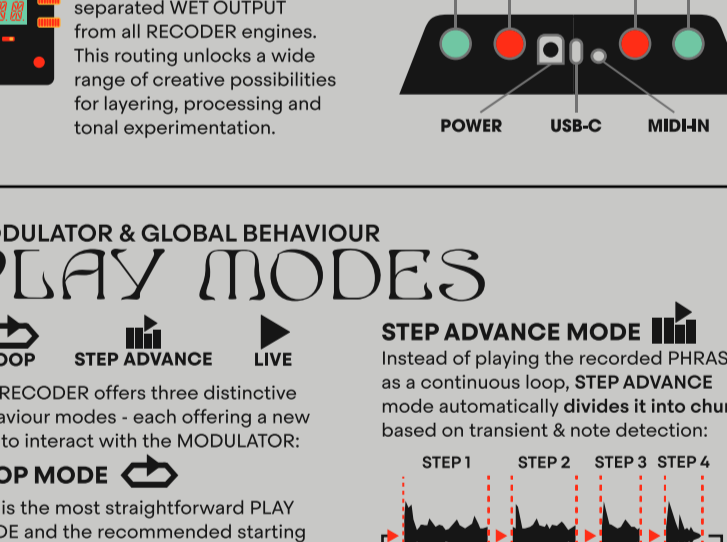 separated WET OUTPUT
from all RECODER engines.
This routing unlocks a wide
range of creative possibilities
for layering, processing and
tonal experimentation.
POWER USB-C MIDI-IN
DULATOR & GLOBAL BEHAVIOUR
PLAY MODES
OOP STEP ADVANCE LIVE
RECODER offers three distinctive
aviour modes - each offering a new
to interact with the MODULATOR:
OP MODE
is the most straightforward PLAY
DE and the recommended starting
STEP ADVANCE MODE
Instead of playing the recorded PHRAS
as a continuous loop, STEP ADVANCE
mode automatically divides it into chu
based on transient & note detection:
STEP 1 STEP 2 STEP 3 STEP 4